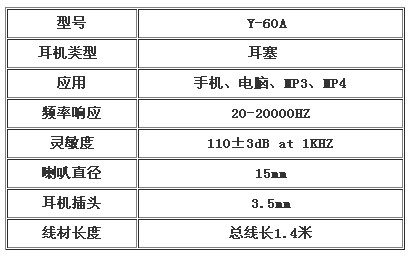 型号 Y-60A
耳机类型 耳塞
应用 手机、电脑、MP3、MP4
频率响应 20-20000HZ
灵敏度 110±3dB at 1KHZ
喇叭直径 15mm
耳机插头 3.5mm
线材长度 总线长1.4米